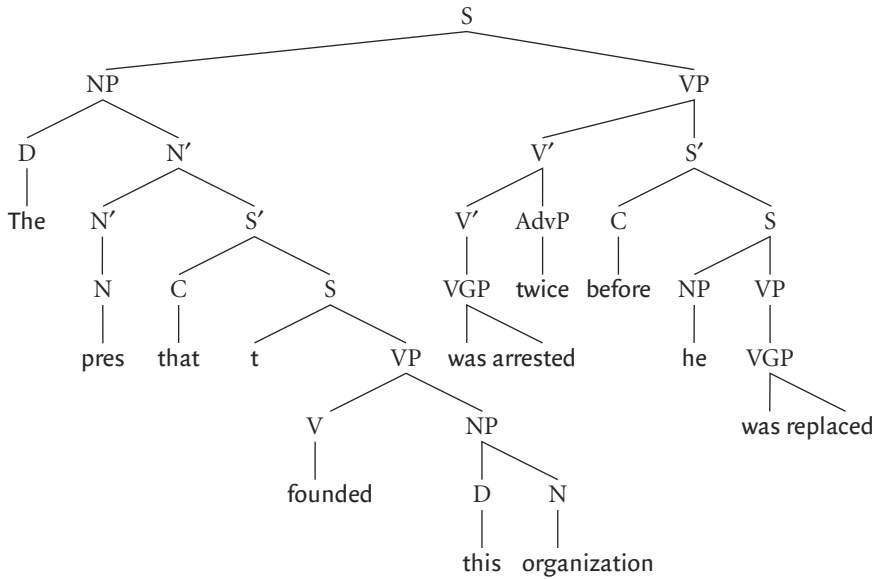 S
NP VP
D N′ V′ S′
The N′ S′ V′ AdvP C S
N C S VGP twice before NP VP
pres that t VP was arrested he VGP
V NP was replaced
founded D N
this organization